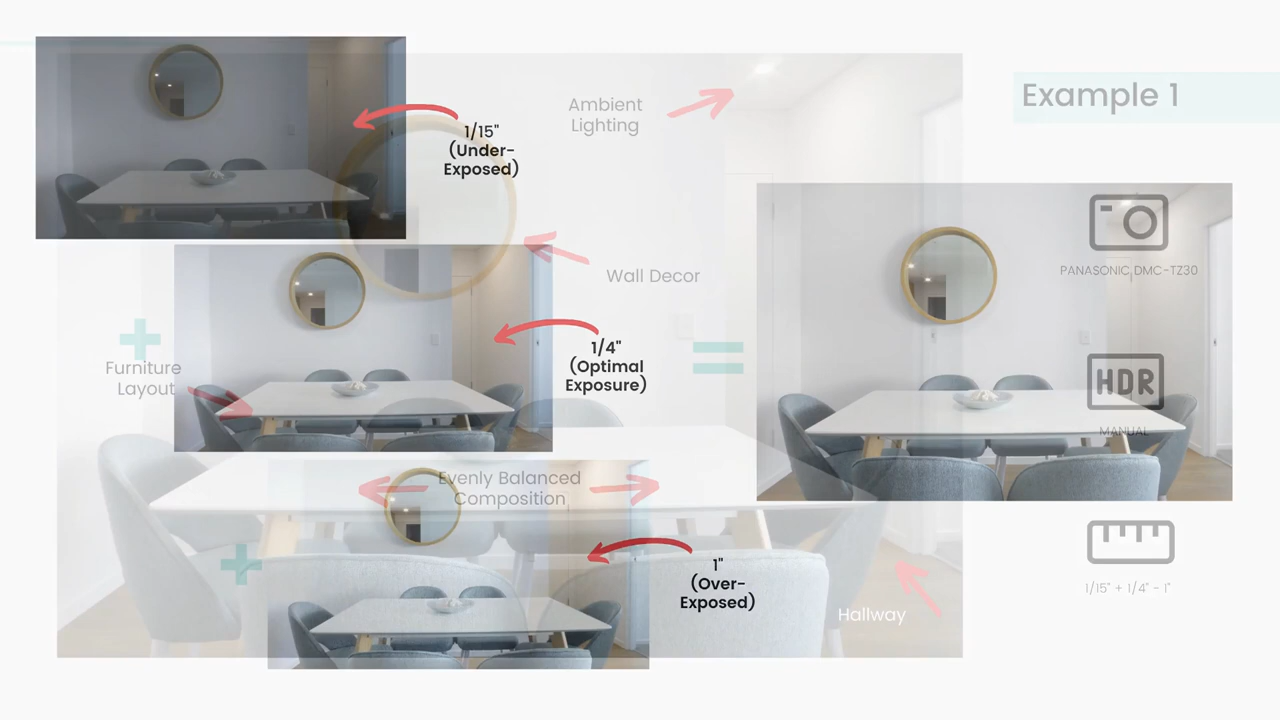 Example 1
Ambient
Lighting
1/15"
(Under-
Exposed)
PANASONIC DMC-TZ30
Wall Decor
1/4"
(Optimal
Exposure)
Furniture
Layout
HDR
MANUAL
Evenly Balanced
Composition
1"
(Over-
Exposed)
1/15" + 1/4" - 1"
Hallway